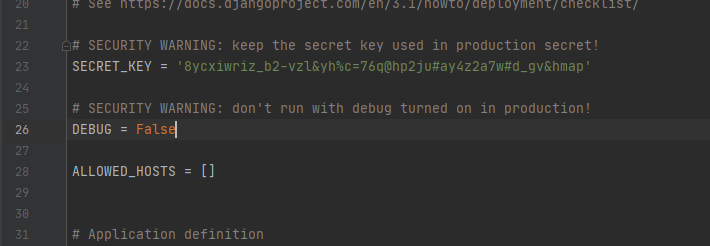 20 # See https://docs.djangoproject.com/en/3.1/howto/deployment/checklist/
21
22 # SECURITY WARNING: keep the secret key used in production secret!
23 SECRET_KEY = '8ycxiwriz_b2-vzl&yh%c=76q@hp2ju#ay4z2a7w#d_gv&hmap'
24
25 # SECURITY WARNING: don't run with debug turned on in production!
26 DEBUG = False
27
28 ALLOWED_HOSTS = []
29
30
31 # Application definition